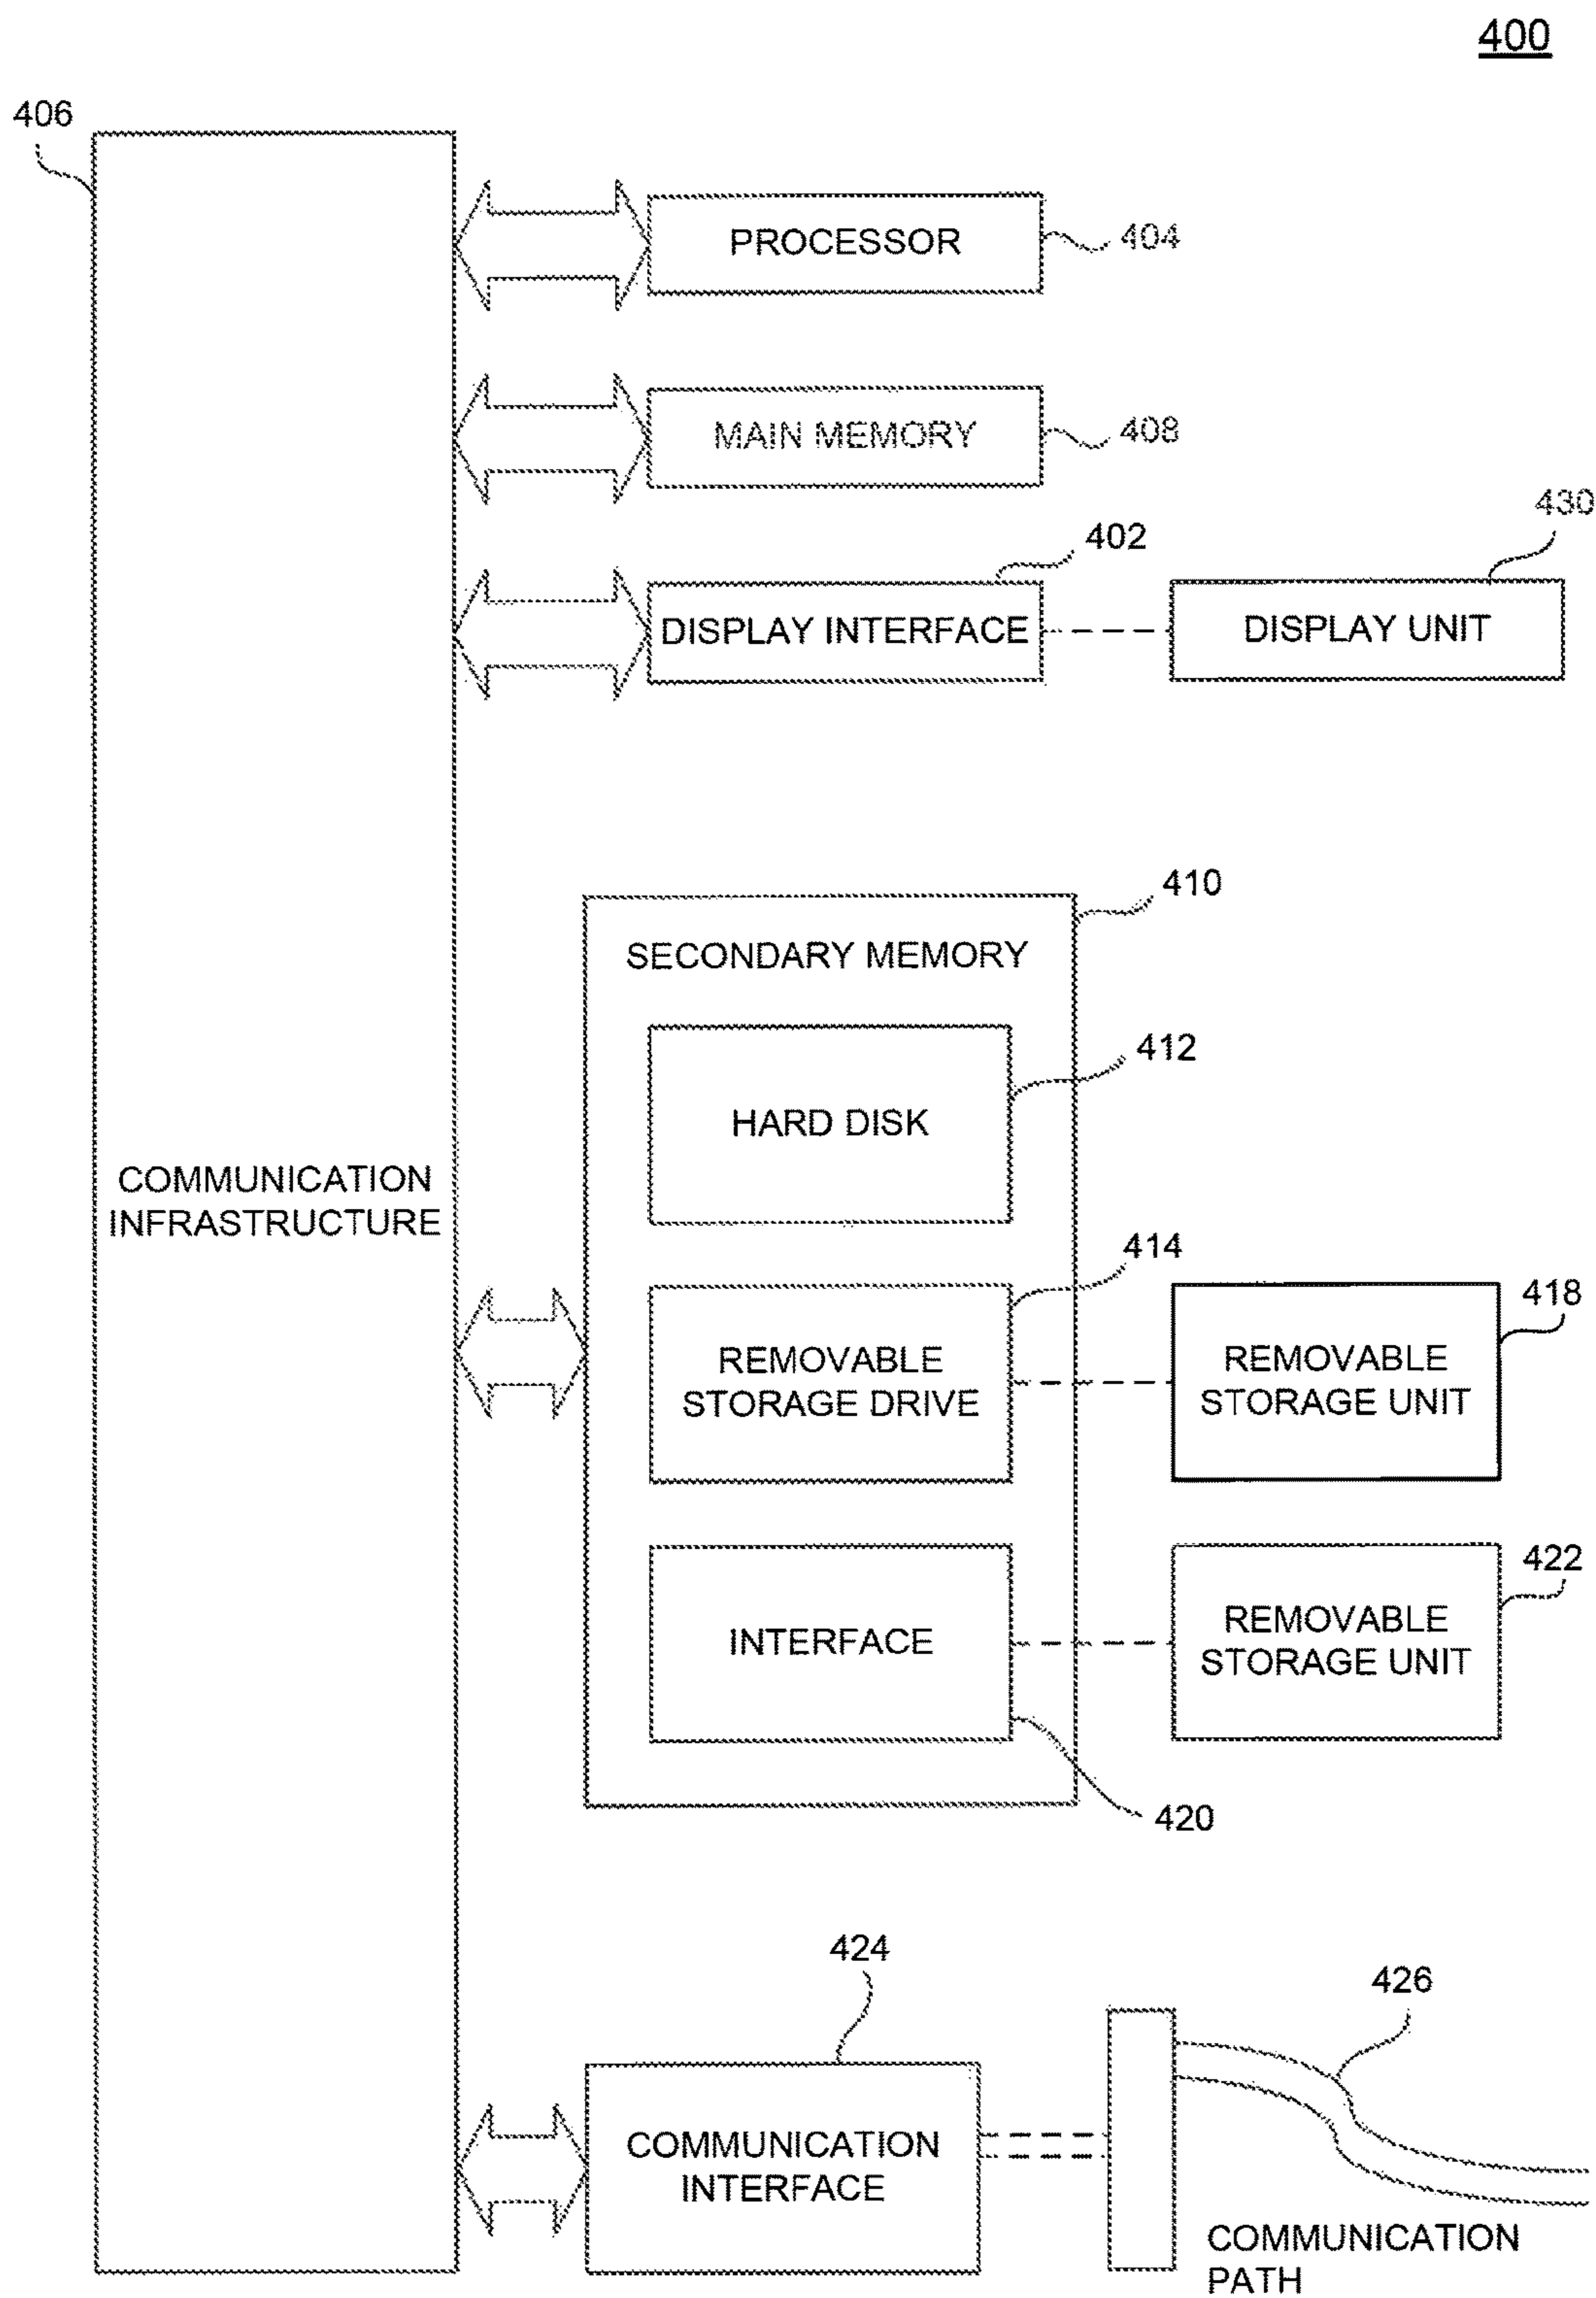 400
406
PROCESSOR
404
MAIN MEMORY
408
402
430
DISPLAY INTERFACE
DISPLAY UNIT
410
SECONDARY MEMORY
412
HARD DISK
COMMUNICATION
INFRASTRUCTURE
414
418
REMOVABLE
STORAGE DRIVE
REMOVABLE
STORAGE UNIT
422
INTERFACE
REMOVABLE
STORAGE UNIT
420
424
426
COMMUNICATION
INTERFACE
COMMUNICATION
PATH